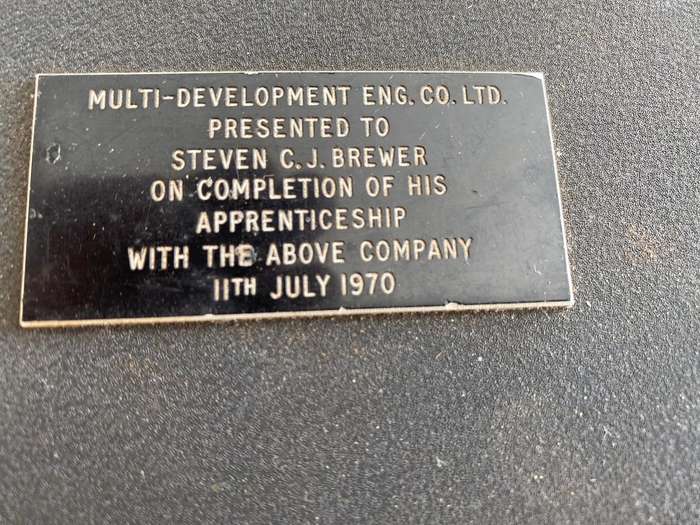 MULTI-DEVELOPMENT ENG. CO. LTD.
PRESENTED TO
STEVEN C. J. BREWER
ON COMPLETION OF HIS
APPRENTICESHIP
WITH THE ABOVE COMPANY
11TH JULY 1970